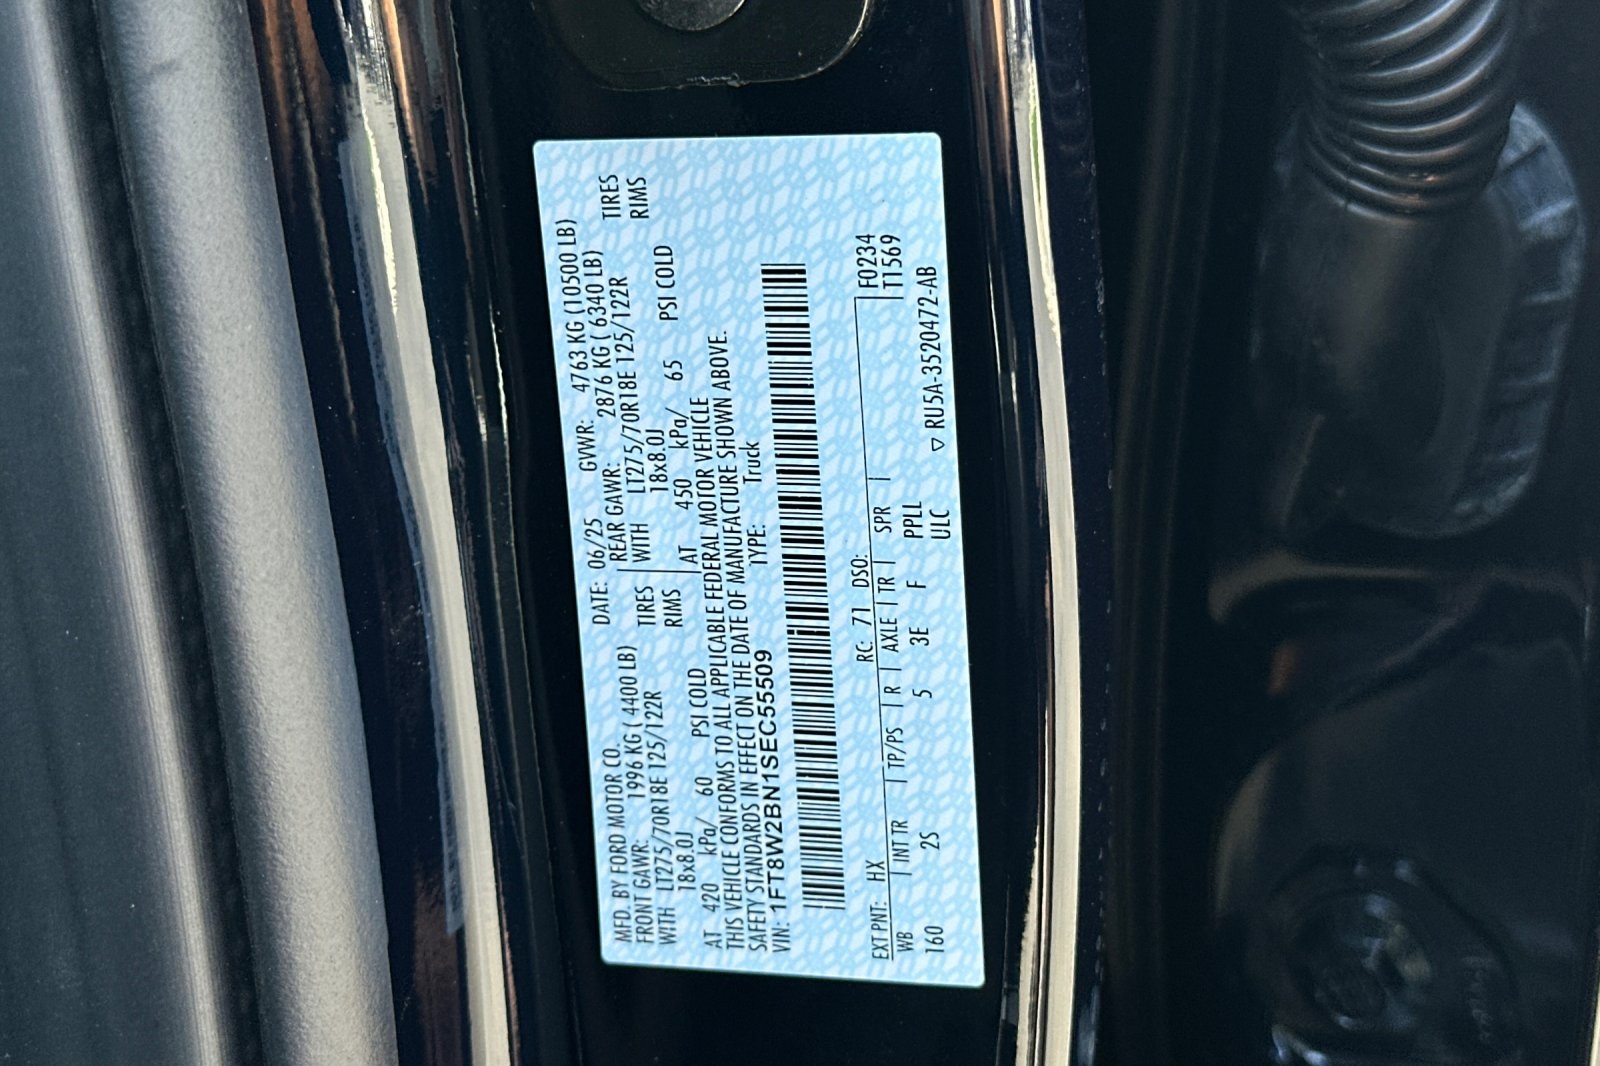 MFD. BY FORD MOTOR CO.
DATE: 06/25 GVWR: 4763 KG (10500 LB)
FRONT GAWR: 1996 KG ( 4400 LB) REAR GAWR: 2876 KG ( 6340 LB)
WITH LT275/70R18E 125/122R TIRES WITH LT275/70R18E 125/122R TIRES
18x8.0J RIMS 18x8.0J RIMS
AT 420 kPa/ 60 PSI COLD AT 450 kPa/ 65 PSI COLD
THIS VEHICLE CONFORMS TO ALL APPLICABLE FEDERAL MOTOR VEHICLE
SAFETY STANDARDS IN EFFECT ON THE DATE OF MANUFACTURE SHOWN ABOVE.
VIN: 1FT8W2BN1SEC55509 TYPE: Truck
EXT PNT: HX RC: 71 DSO: F0234
WB INT TR TP/PS R AXLE TR SPR T1569
160 2S 5 3E F PPLL
ULC ▽ RU5A-3520472-AB